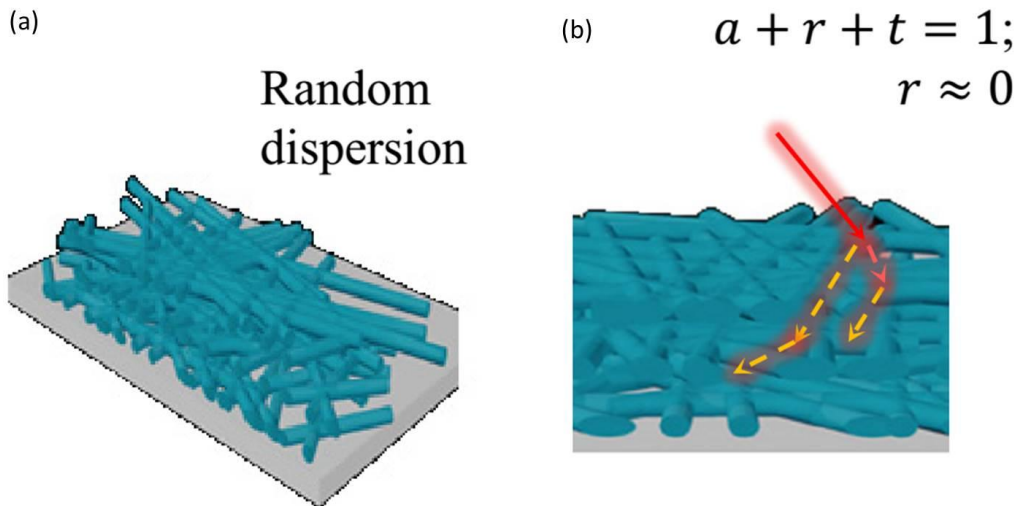 (a)
Random
dispersion
(b)
a + r + t = 1;
r ≈ 0